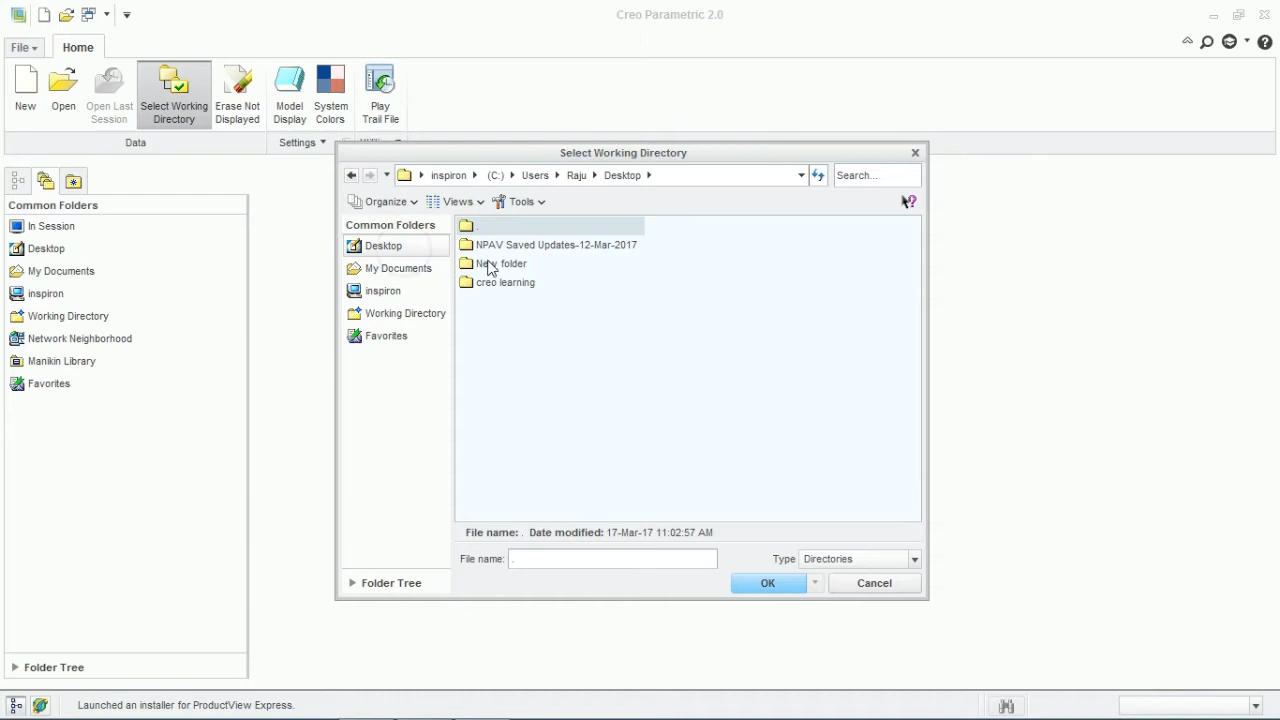 Creo Parametric 2.0
File
Home
New
Open
Open Last
Session
Select Working
Directory
Erase Not
Displayed
Model
Display
System
Colors
Play
Trail File
Data
Settings
Select Working Directory
inspiron
(C:)
Users
Raju
Desktop
Search...
Organize
Views
Tools
Common Folders
In Session
Desktop
My Documents
inspiron
Working Directory
Network Neighborhood
Manikin Library
Favorites
Folder Tree
Common Folders
Desktop
My Documents
inspiron
Working Directory
Favorites
Folder Tree
.
NPAV Saved Updates-12-Mar-2017
New folder
creo learning
File name: . Date modified: 17-Mar-17 11:02:57 AM
File name: .
Type Directories
OK
Cancel
Launched an installer for ProductView Express.